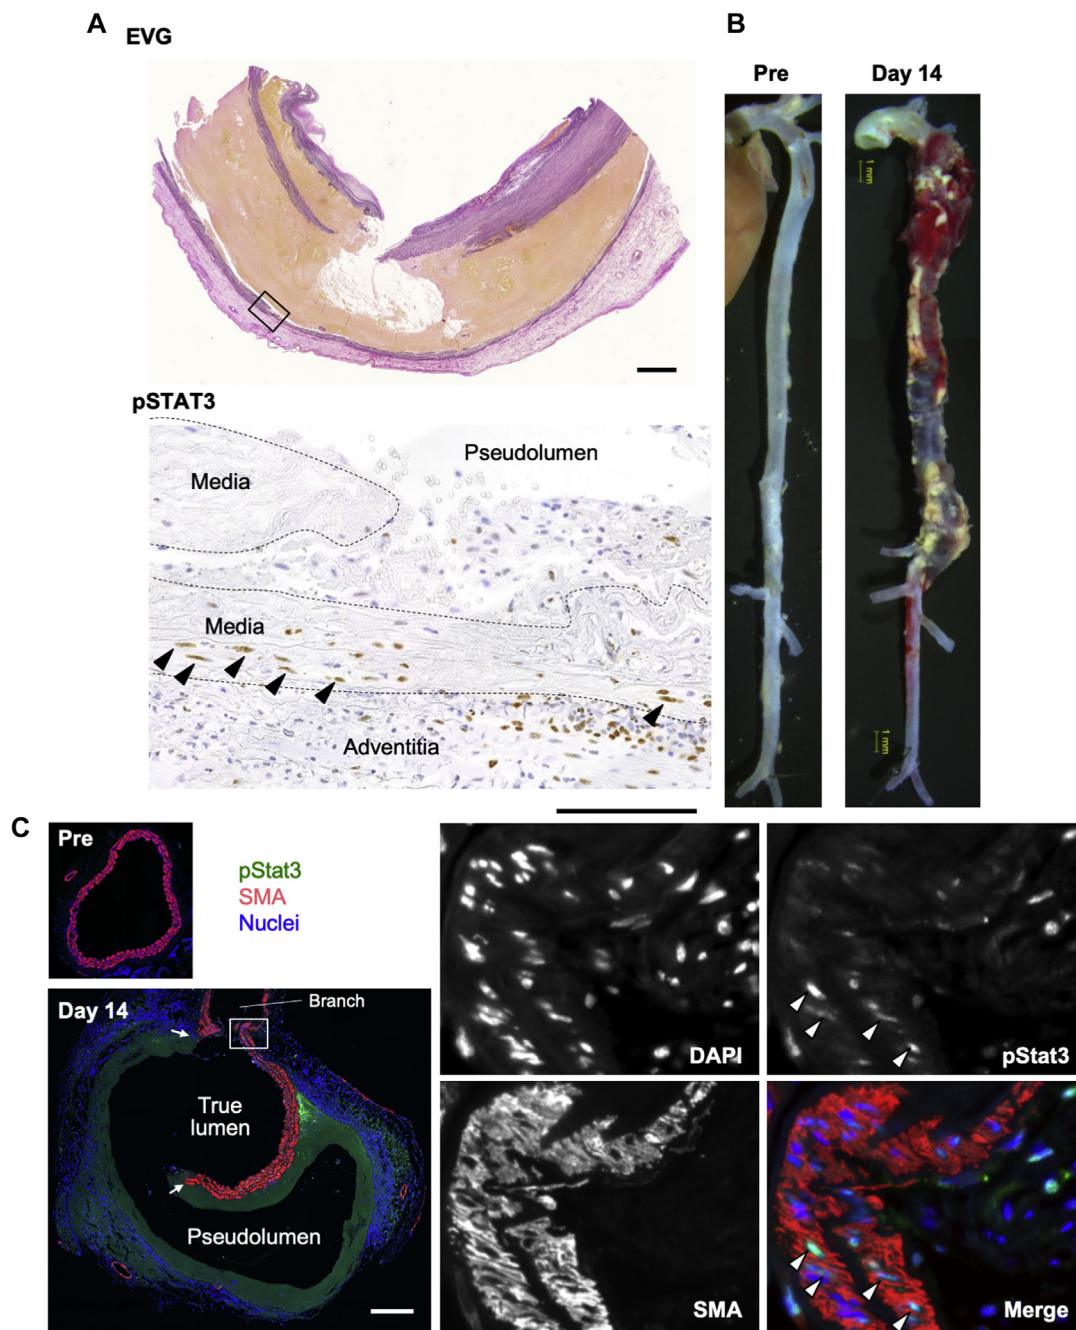 A
EVG
B
Pre
Day 14
1 mm
1 mm
pSTAT3
Media
Pseudolumen
Media
Adventitia
C
Pre
pStat3
SMA
Nuclei
Day 14
Branch
True
lumen
Pseudolumen
DAPI
pStat3
SMA
Merge